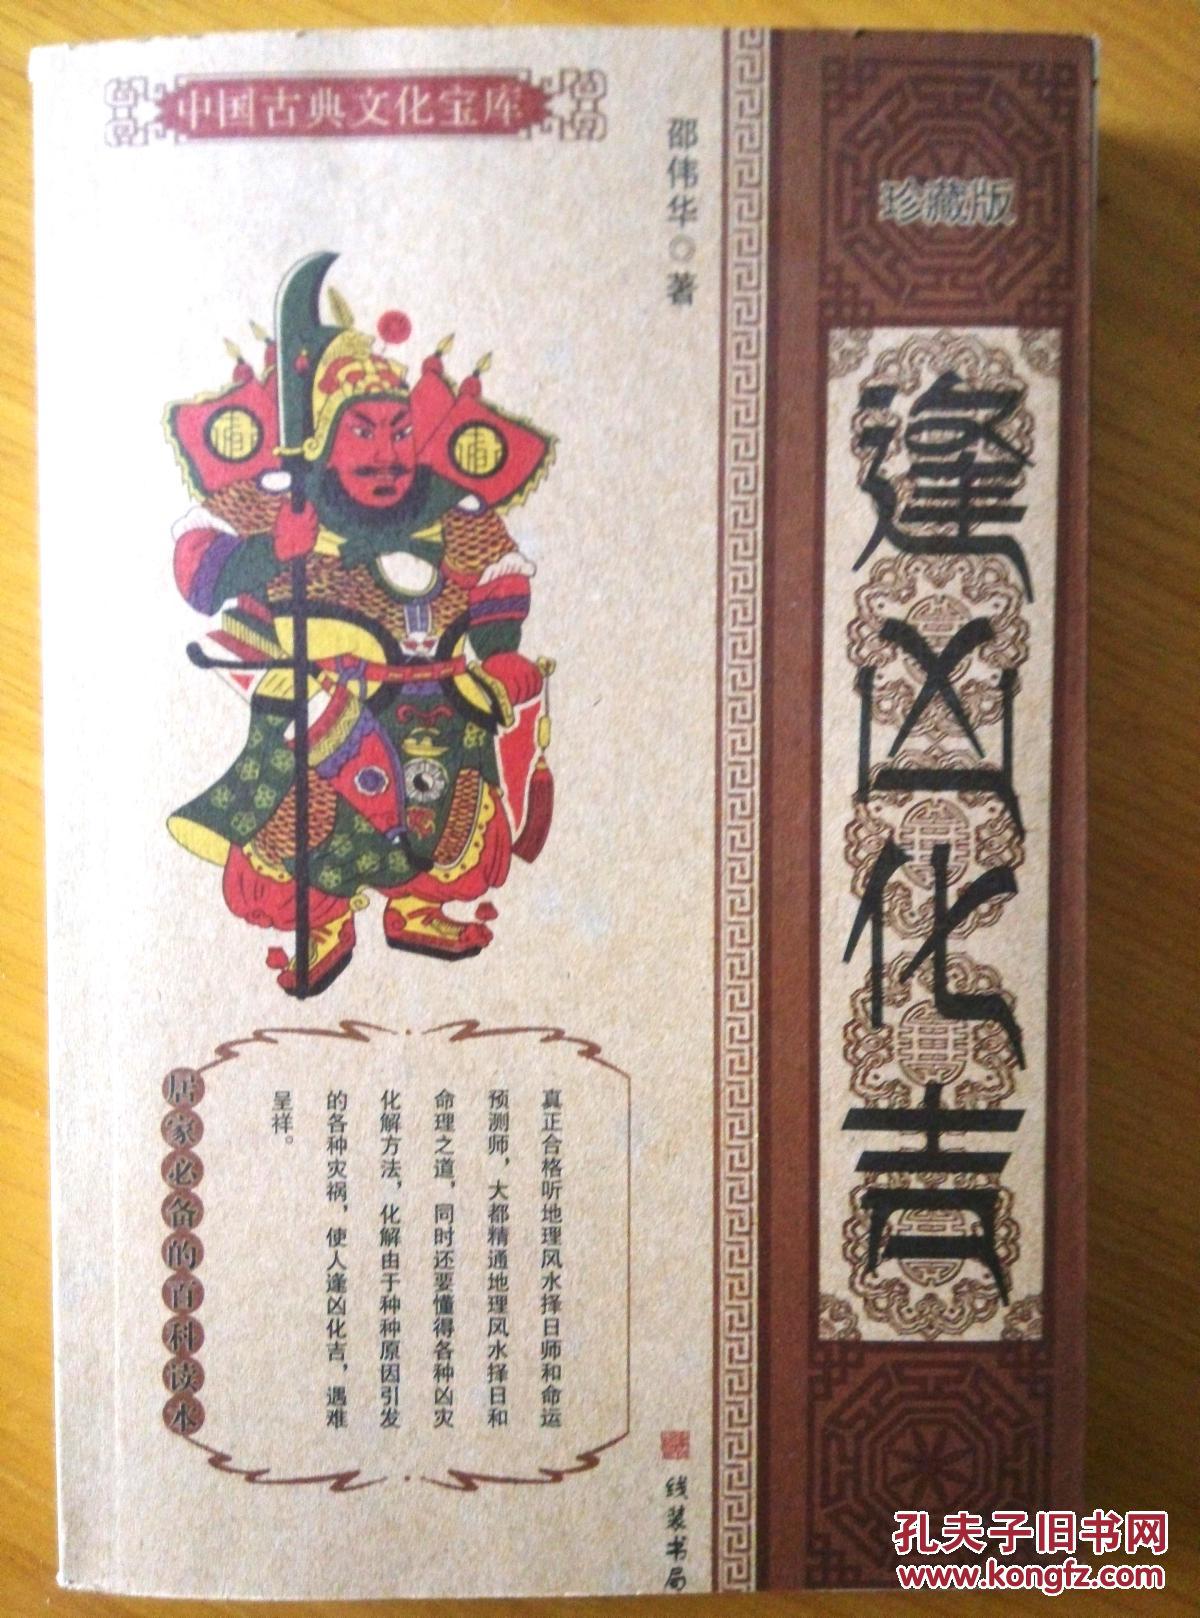 中国古典文化宝库
邵伟华◎著
珍藏版
逢凶化吉
真正合格听地理风水择日师和命运
预测师，大都精通地理风水择日和
命理之道，同时还要懂得各种凶灾
化解方法，化解由于种种原因引发
的各种灾祸，使人逢凶化吉，遇难
呈祥。
居家必备的百科读本
线装书局
孔夫子旧书网
www.kongfz.com